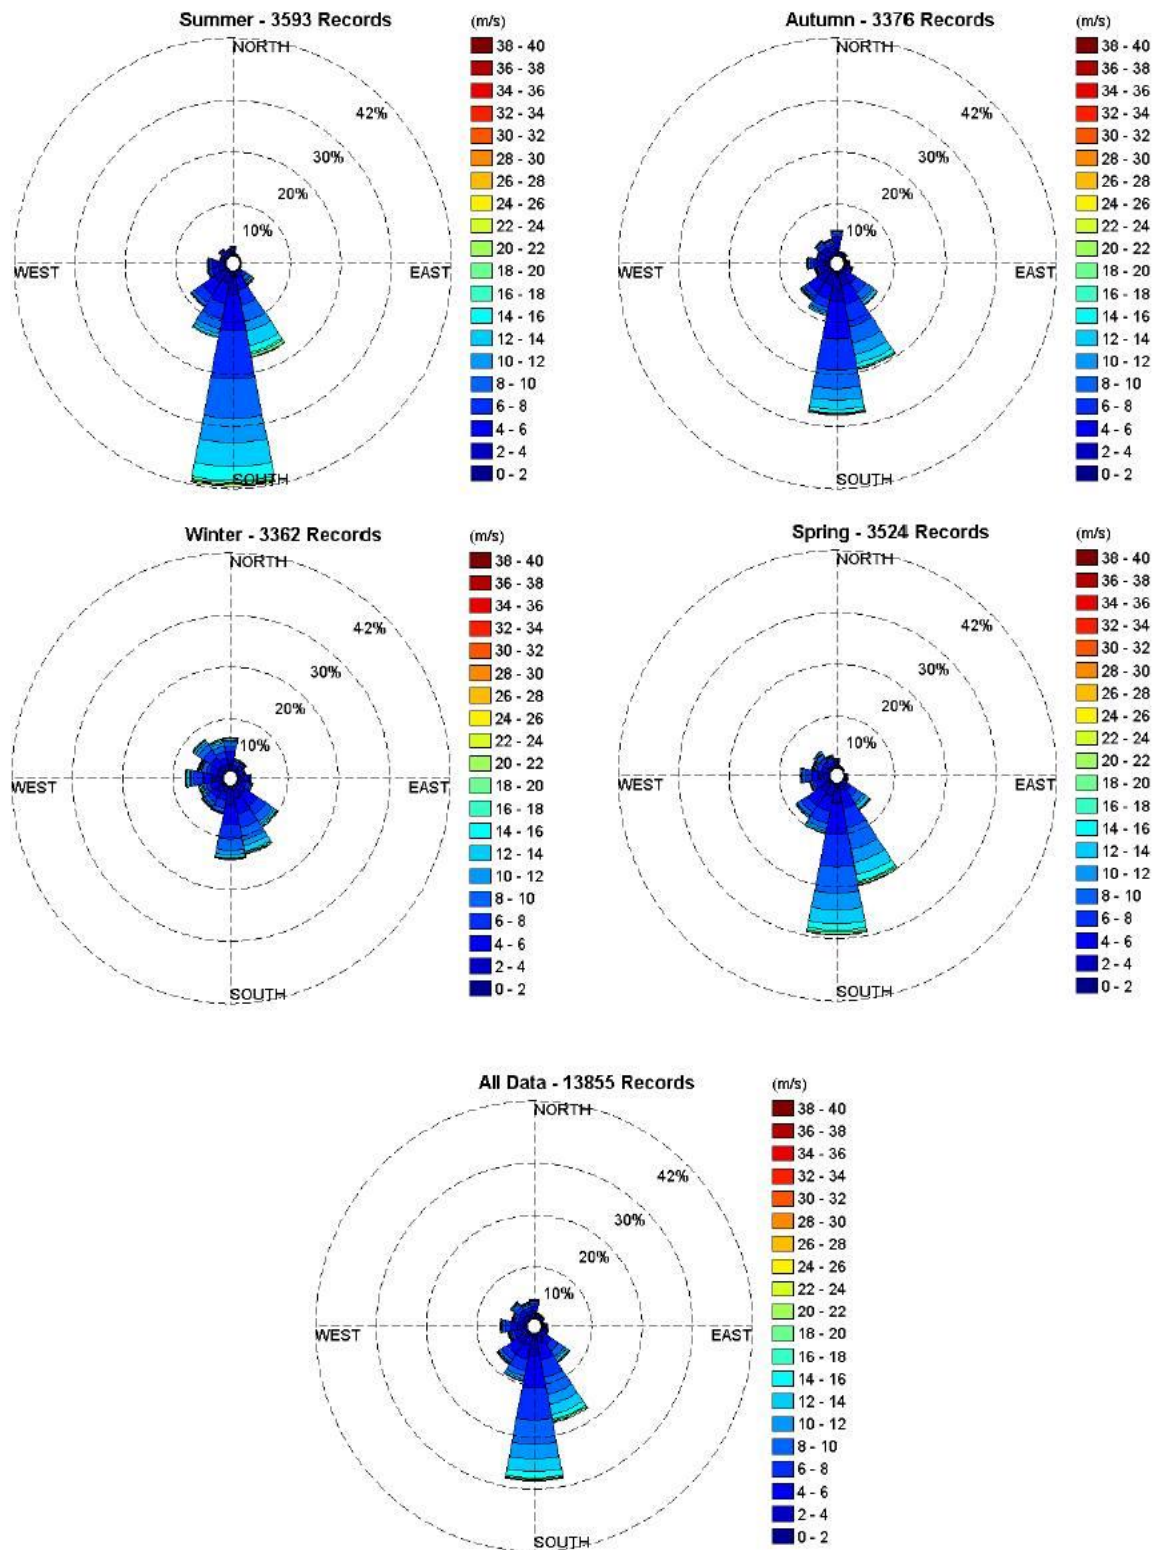 Summer - 3593 Records
(m/s)
NORTH
42%
30%
20%
10%
WEST
EAST
SOUTH
38 - 40
36 - 38
34 - 36
32 - 34
30 - 32
28 - 30
26 - 28
24 - 26
22 - 24
20 - 22
18 - 20
16 - 18
14 - 16
12 - 14
10 - 12
8 - 10
6 - 8
4 - 6
2 - 4
0 - 2
Autumn - 3376 Records
(m/s)
NORTH
42%
30%
20%
10%
WEST
EAST
SOUTH
38 - 40
36 - 38
34 - 36
32 - 34
30 - 32
28 - 30
26 - 28
24 - 26
22 - 24
20 - 22
18 - 20
16 - 18
14 - 16
12 - 14
10 - 12
8 - 10
6 - 8
4 - 6
2 - 4
0 - 2
Winter - 3362 Records
(m/s)
NORTH
42%
30%
20%
10%
WEST
EAST
SOUTH
38 - 40
36 - 38
34 - 36
32 - 34
30 - 32
28 - 30
26 - 28
24 - 26
22 - 24
20 - 22
18 - 20
16 - 18
14 - 16
12 - 14
10 - 12
8 - 10
6 - 8
4 - 6
2 - 4
0 - 2
Spring - 3524 Records
(m/s)
NORTH
42%
30%
20%
10%
WEST
EAST
SOUTH
38 - 40
36 - 38
34 - 36
32 - 34
30 - 32
28 - 30
26 - 28
24 - 26
22 - 24
20 - 22
18 - 20
16 - 18
14 - 16
12 - 14
10 - 12
8 - 10
6 - 8
4 - 6
2 - 4
0 - 2
All Data - 13855 Records
(m/s)
NORTH
42%
30%
20%
10%
WEST
EAST
SOUTH
38 - 40
36 - 38
34 - 36
32 - 34
30 - 32
28 - 30
26 - 28
24 - 26
22 - 24
20 - 22
18 - 20
16 - 18
14 - 16
12 - 14
10 - 12
8 - 10
6 - 8
4 - 6
2 - 4
0 - 2